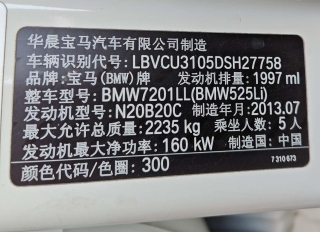 华晨宝马汽车有限公司制造
车辆识别代号: LBVCU3105DSH27758
品牌: 宝马(BMW)牌 发动机排量: 1997 ml
整车型号: BMW7201LL(BMW525Li)
发动机型号: N20B20C 制造年月: 2013.07
最大允许总质量: 2235 kg 乘坐人数: 5 人
发动机最大净功率: 160 kW 制造国: 中国
颜色代码/色圈: 300
7 310 673